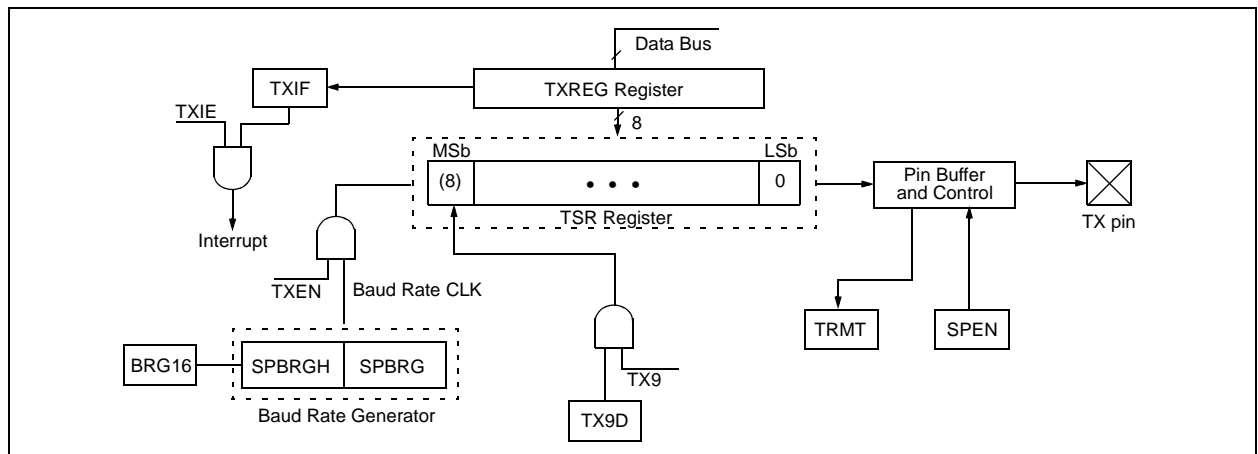 Data Bus
TXIF
TXREG Register
TXIE
8
MSb
LSb
(8)
• • •
0
Pin Buffer
and Control
TSR Register
TX pin
Interrupt
TXEN
Baud Rate CLK
TRMT
SPEN
BRG16
SPBRGH
SPBRG
TX9
Baud Rate Generator
TX9D